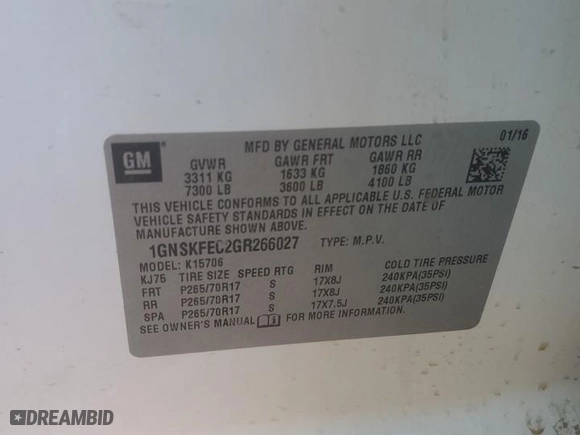 GM
MFD BY GENERAL MOTORS LLC 01/16
GVWR GAWR FRT GAWR RR
3311 KG 1633 KG 1860 KG
7300 LB 3600 LB 4100 LB
THIS VEHICLE CONFORMS TO ALL APPLICABLE U.S. FEDERAL MOTOR
VEHICLE SAFETY STANDARDS IN EFFECT ON THE DATE OF
MANUFACTURE SHOWN ABOVE.
1GNSKFEC2GR266027 TYPE: M.P.V.
MODEL: K15706
KJ75 TIRE SIZE SPEED RTG RIM COLD TIRE PRESSURE
FRT P265/70R17 S 17X8J 240KPA(35PSI)
RR P265/70R17 S 17X8J 240KPA(35PSI)
SPA P265/70R17 S 17X7.5J 240KPA(35PSI)
SEE OWNER'S MANUAL FOR MORE INFORMATION.
DREAMBID